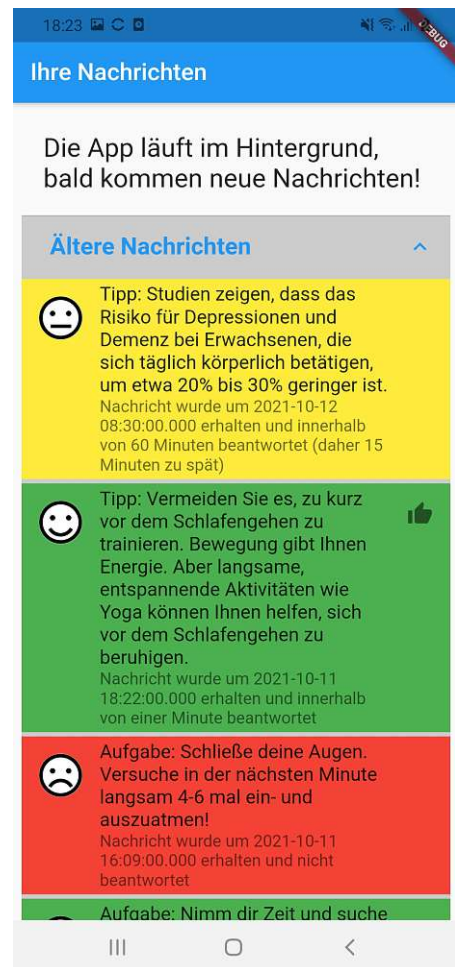 18:23
DEBUG
Ihre Nachrichten
Die App läuft im Hintergrund,
bald kommen neue Nachrichten!
Ältere Nachrichten
Tipp: Studien zeigen, dass das
Risiko für Depressionen und
Demenz bei Erwachsenen, die
sich täglich körperlich betätigen,
um etwa 20% bis 30% geringer ist.
Nachricht wurde um 2021-10-12
08:30:00.000 erhalten und innerhalb
von 60 Minuten beantwortet (daher 15
Minuten zu spät)
Tipp: Vermeiden Sie es, zu kurz
vor dem Schlafengehen zu
trainieren. Bewegung gibt Ihnen
Energie. Aber langsame,
entspannende Aktivitäten wie
Yoga können Ihnen helfen, sich
vor dem Schlafengehen zu
beruhigen.
Nachricht wurde um 2021-10-11
18:22:00.000 erhalten und innerhalb
von einer Minute beantwortet
Aufgabe: Schließe deine Augen.
Versuche in der nächsten Minute
langsam 4-6 mal ein- und
auszuatmen!
Nachricht wurde um 2021-10-11
16:09:00.000 erhalten und nicht
beantwortet
Aufgabe: Nimm dir Zeit und suche